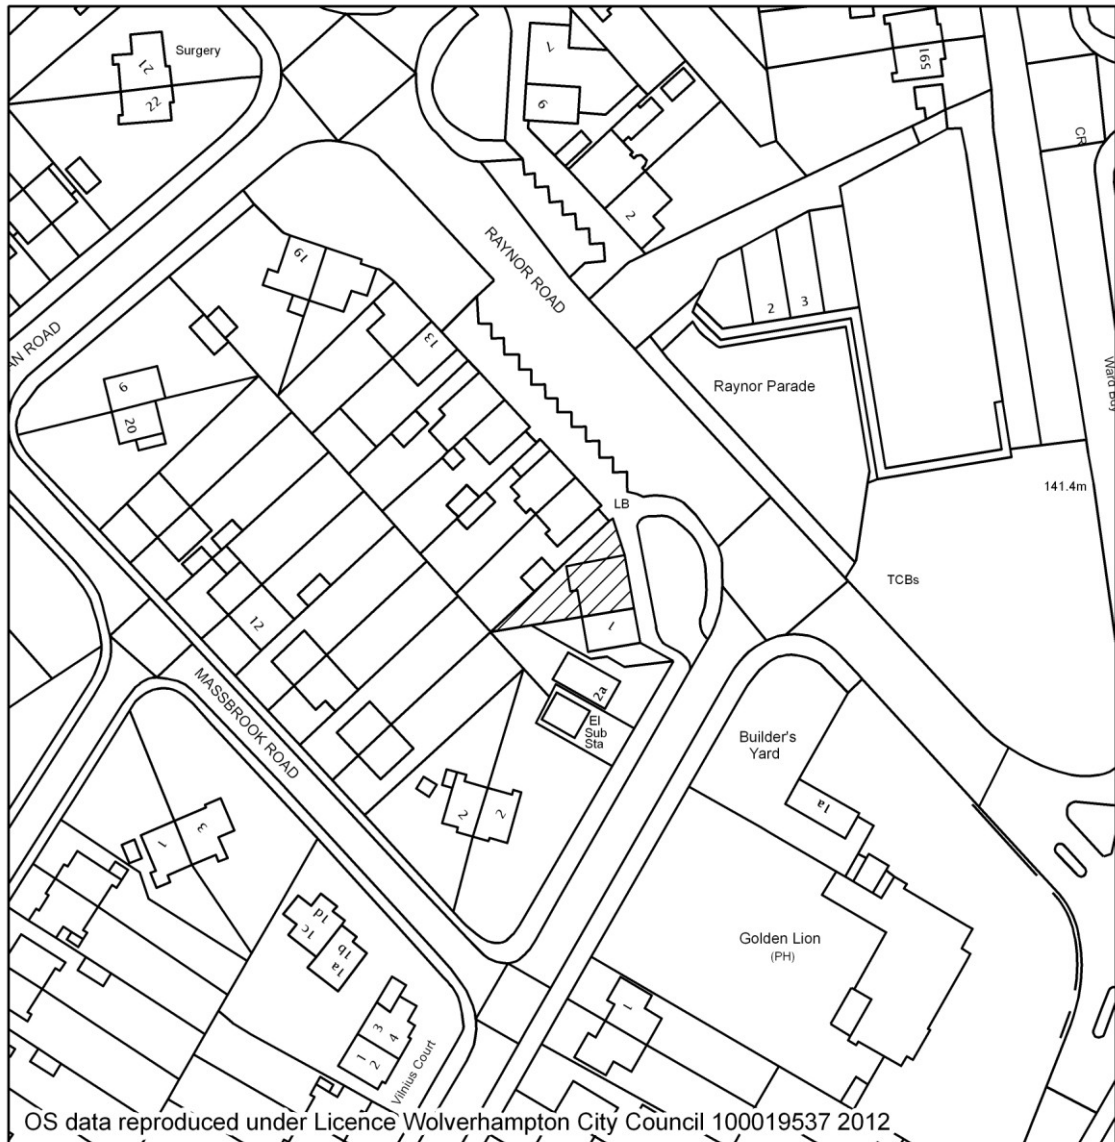 Surgery
21
22
7
6
2
165
CR
RAYNOR ROAD
19
2
3
AN ROAD
13
Raynor Parade
6
20
141.4m
LB
TCBs
12
1
2a
El
Sub
Sta
MASSBROOK ROAD
Builder's
Yard
1a
2
2
3
1
1d
1c
1b
1a
Golden Lion
(PH)
1
3
4
1
2
Vilnius Court
OS data reproduced under Licence Wolverhampton City Council 100019537 2012